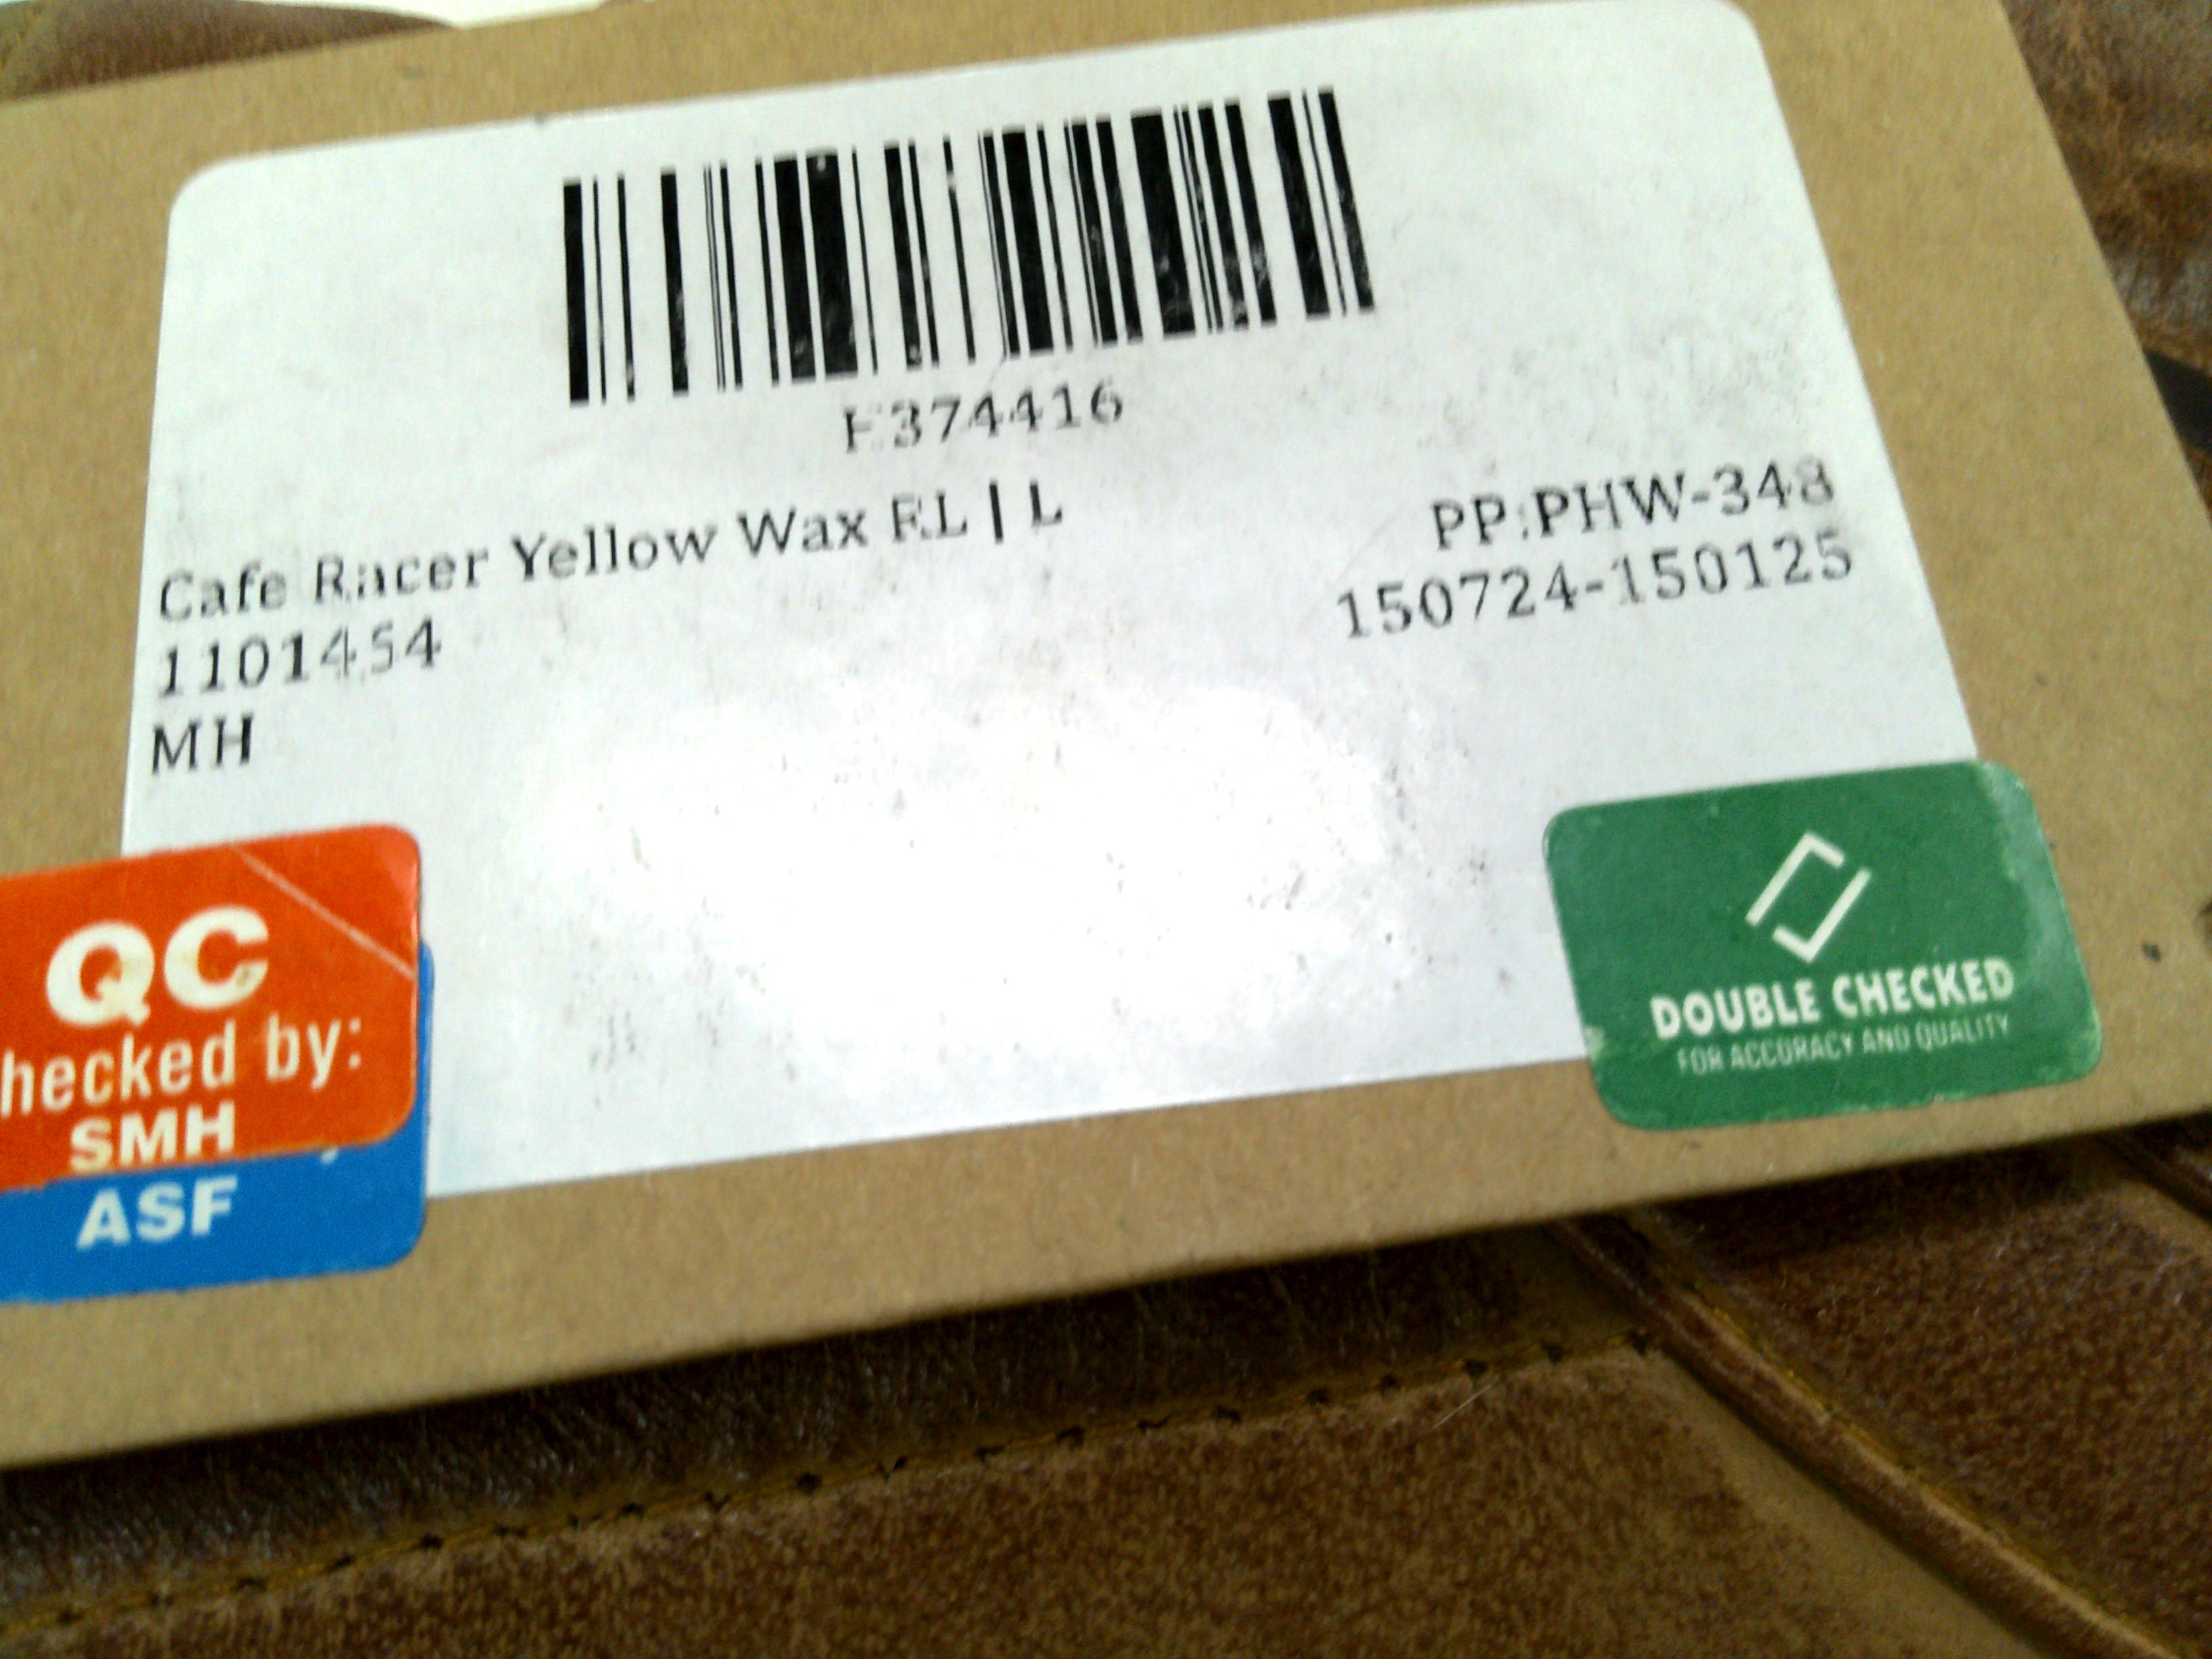 F374416
Cafe Racer Yellow Wax F.L | L
PP:PHW-348
1101454
150724-150125
MH
QC
hecked by:
SMH
ASF
DOUBLE CHECKED
FOR ACCURACY AND QUALITY